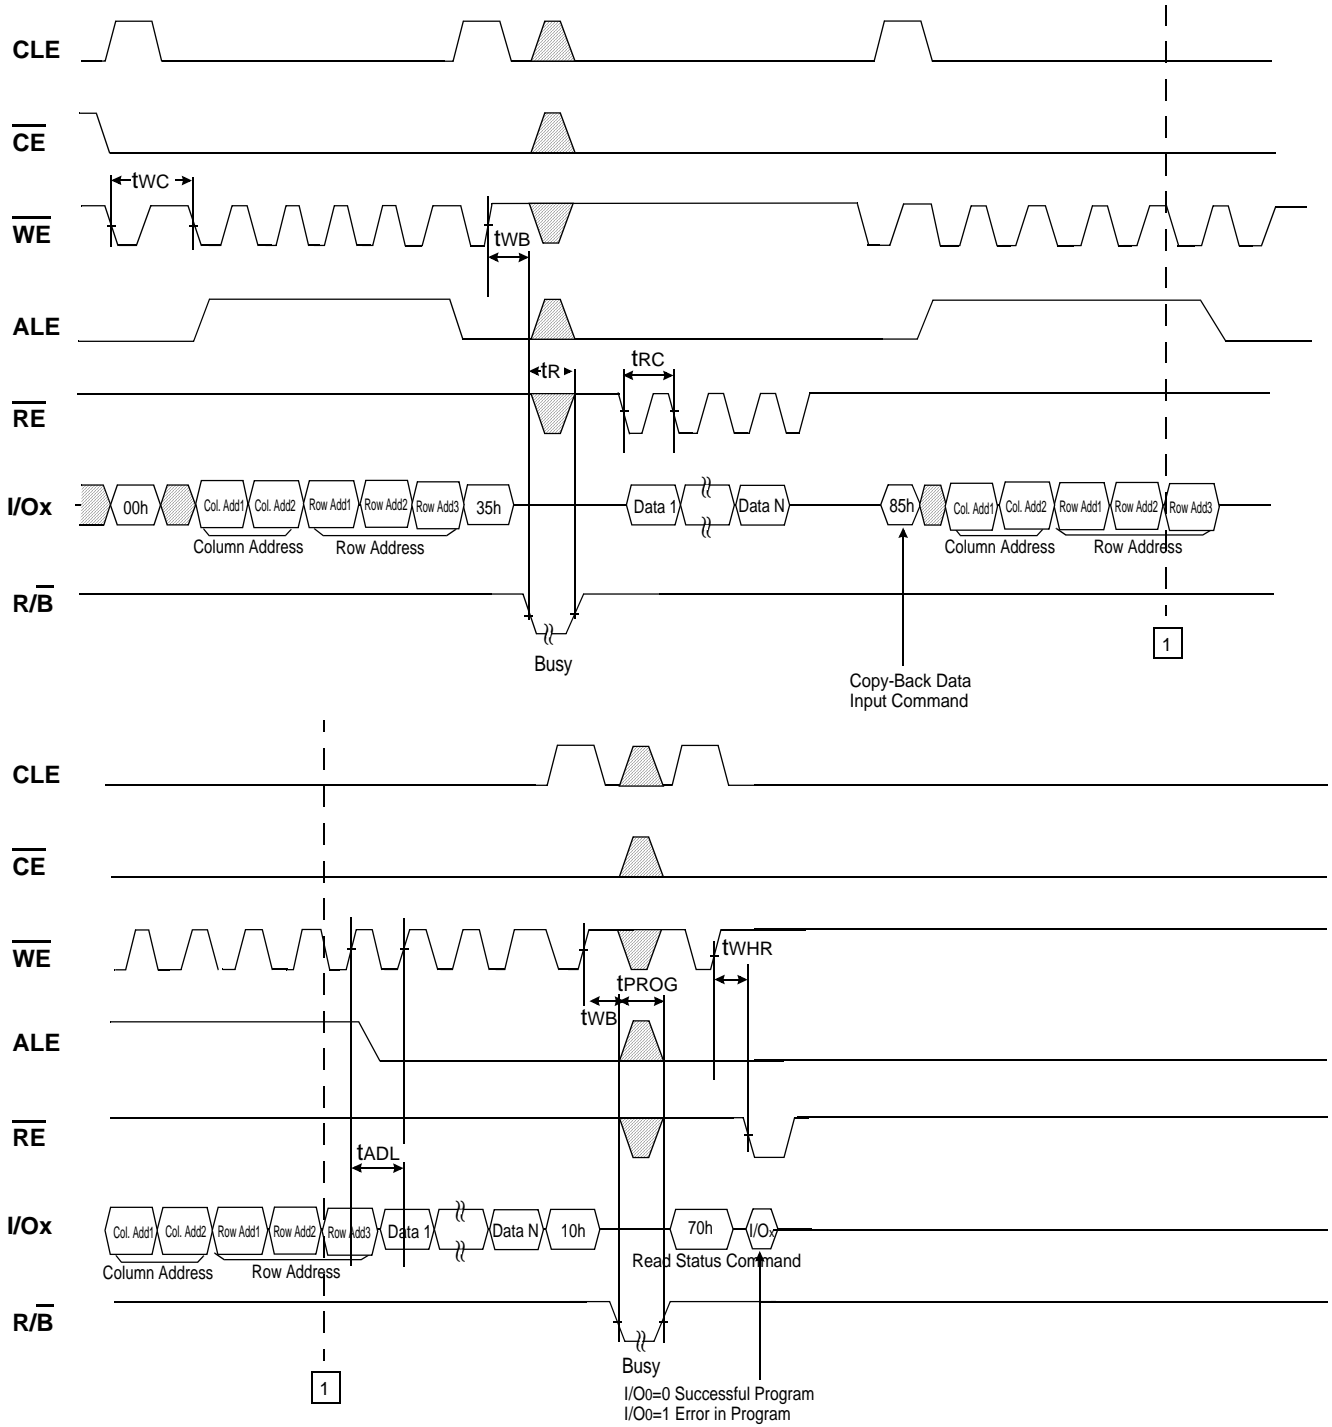 CLE
CE
tWC
WE
tWB
ALE
tR
tRC
RE
I/Ox
00h
Col. Add1
Col. Add2
Row Add1
Row Add2
Row Add3
35h
Data 1
Data N
85h
Col. Add1
Col. Add2
Row Add1
Row Add2
Row Add3
Column Address
Row Address
Column Address
Row Address
R/B
Busy
1
Copy-Back Data
Input Command
CLE
CE
WE
tWHR
tPROG
tWB
ALE
RE
tADL
I/Ox
Col. Add1
Col. Add2
Row Add1
Row Add2
Row Add3
Data 1
Data N
10h
70h
I/Ox
Column Address
Row Address
Read Status Command
R/B
Busy
1
I/O0=0 Successful Program
I/O0=1 Error in Program